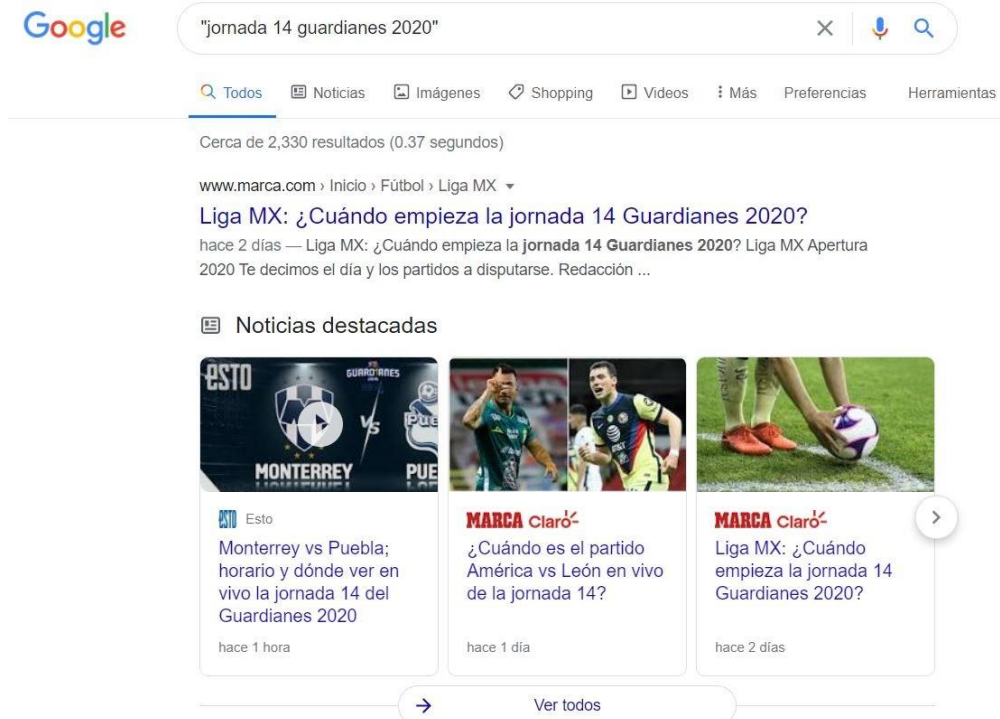 Google
"jornada 14 guardianes 2020"
Todos
Noticias
Imágenes
Shopping
Videos
Más
Preferencias
Herramientas
Cerca de 2,330 resultados (0.37 segundos)
www.marca.com › Inicio › Fútbol › Liga MX
Liga MX: ¿Cuándo empieza la jornada 14 Guardianes 2020?
hace 2 días — Liga MX: ¿Cuándo empieza la jornada 14 Guardianes 2020? Liga MX Apertura
2020 Te decimos el día y los partidos a disputarse. Redacción ...
Noticias destacadas
ESTO
GUARD1ANES
VS
Pue
MONTERREY
PUE
ESTO Esto
Monterrey vs Puebla;
horario y dónde ver en
vivo la jornada 14 del
Guardianes 2020
hace 1 hora
MARCA Claro
¿Cuándo es el partido
América vs León en vivo
de la jornada 14?
hace 1 día
MARCA Claro
Liga MX: ¿Cuándo
empieza la jornada 14
Guardianes 2020?
hace 2 días
Ver todos